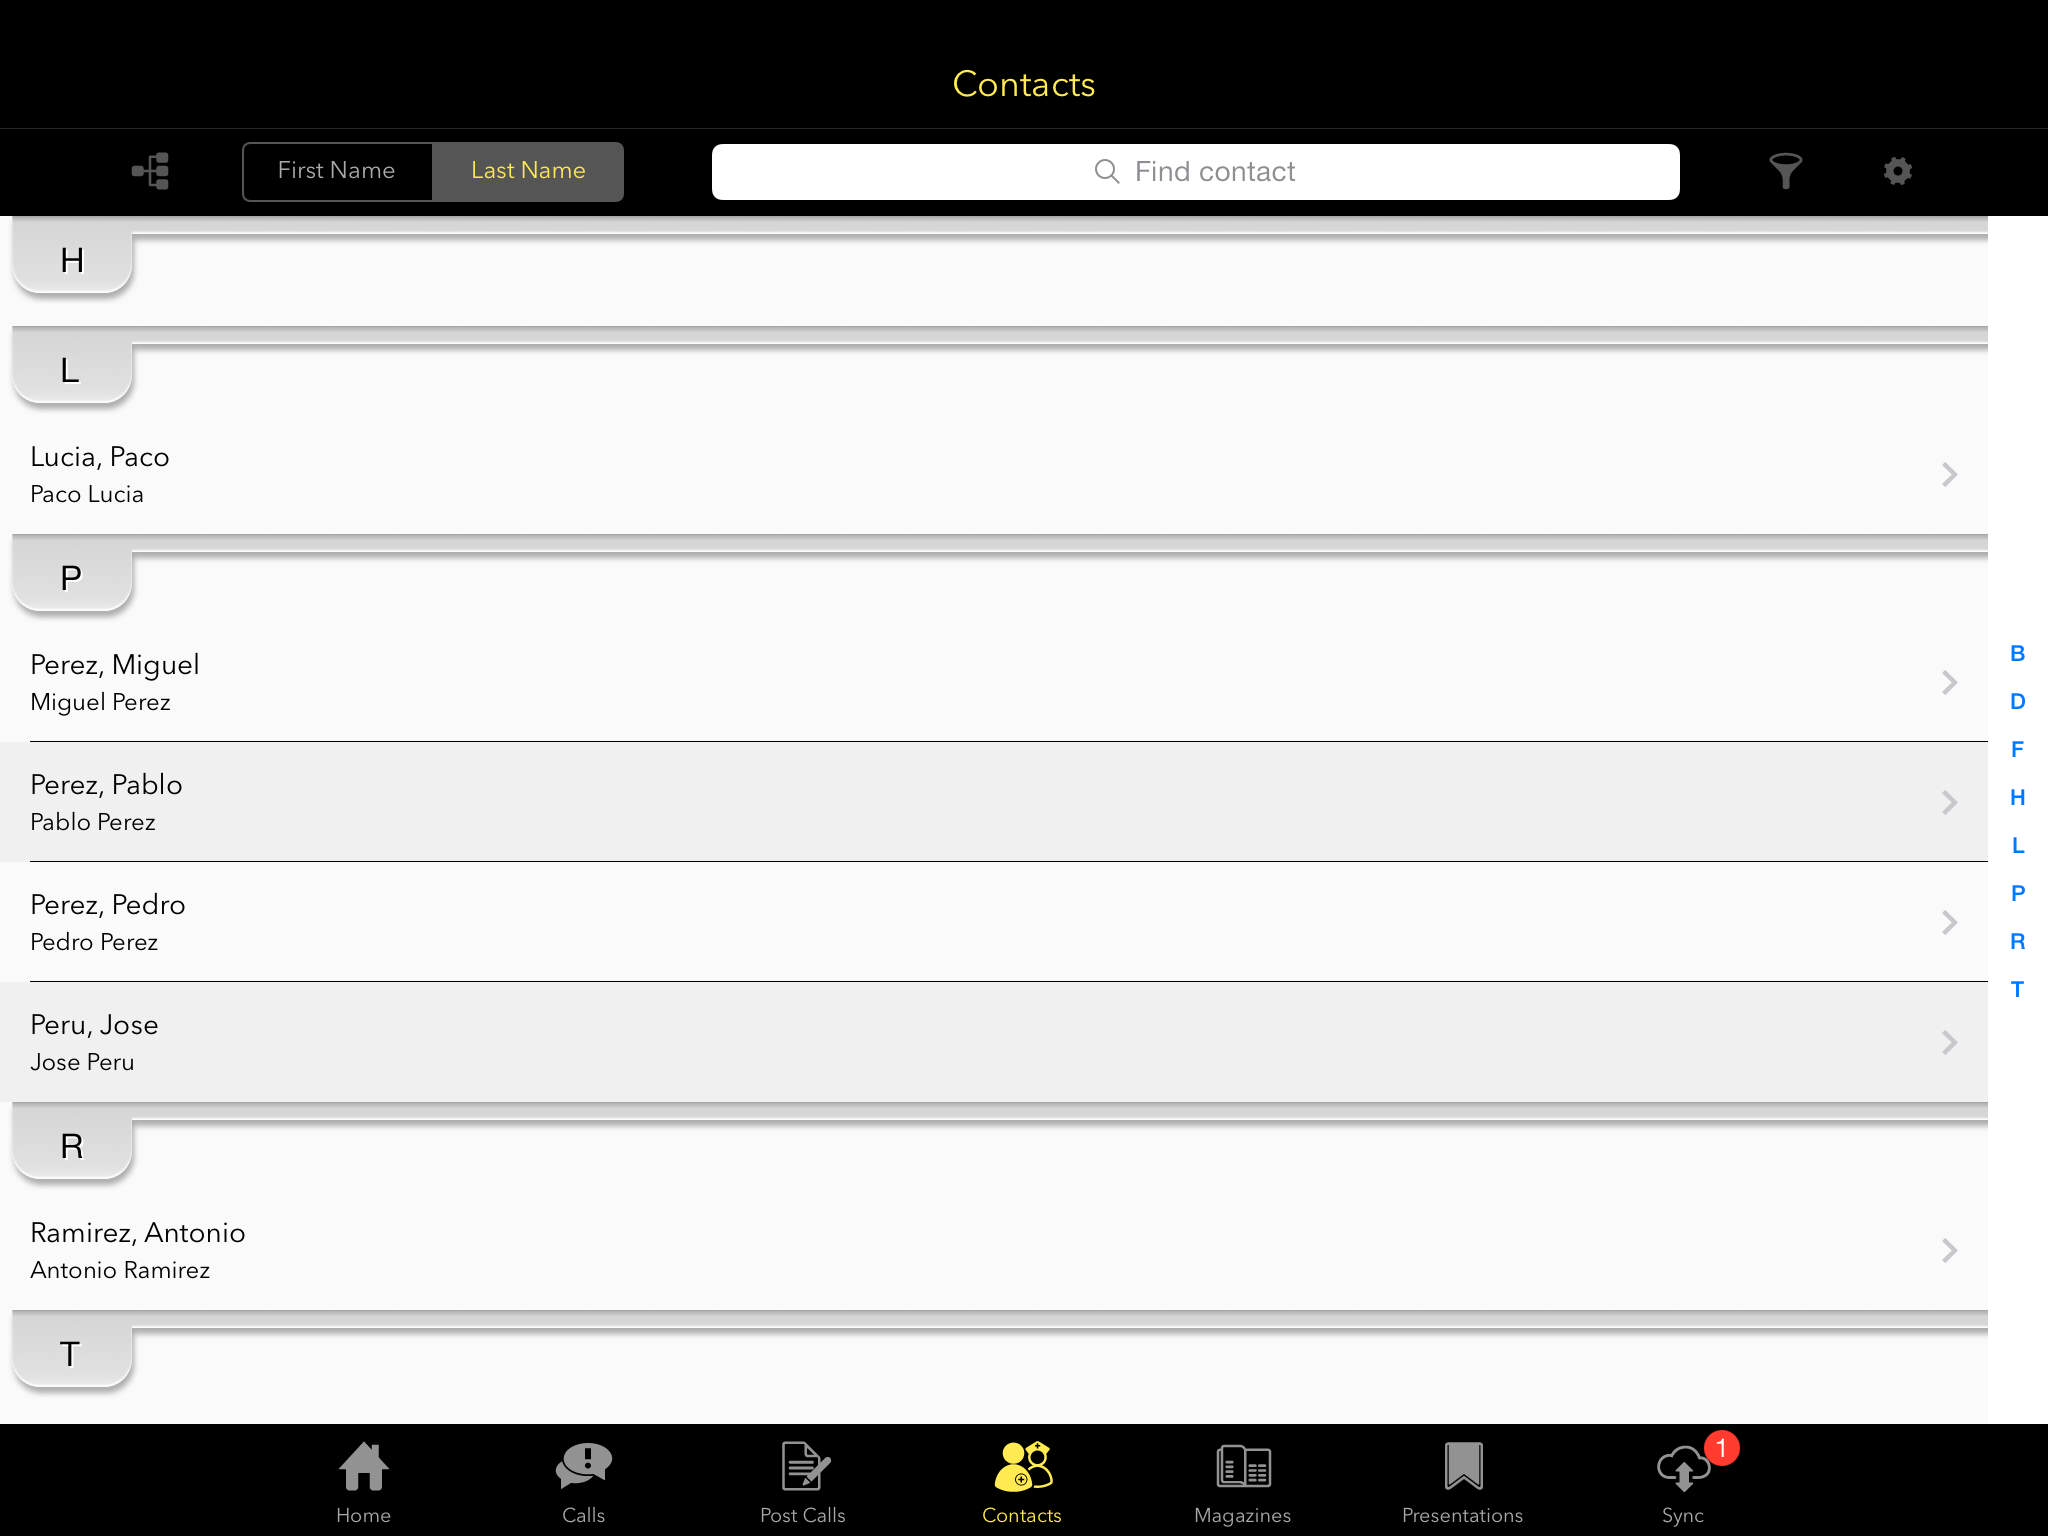 Contacts
First Name
Last Name
Find contact
H
L
Lucia, Paco
Paco Lucia
P
Perez, Miguel
Miguel Perez
Perez, Pablo
Pablo Perez
Perez, Pedro
Pedro Perez
Peru, Jose
Jose Peru
R
Ramirez, Antonio
Antonio Ramirez
T
B
D
F
H
L
P
R
T
Home
Calls
Post Calls
Contacts
Magazines
Presentations
1
Sync